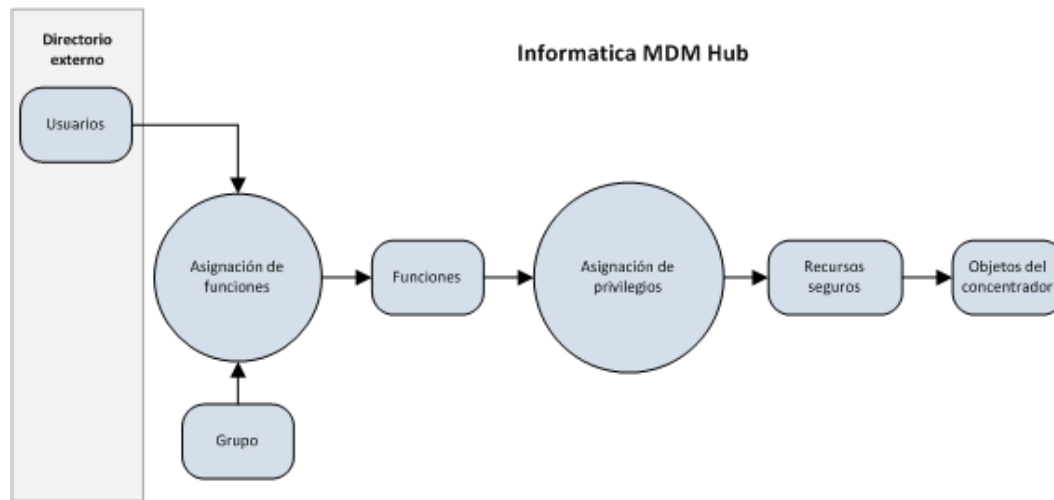 Directorio
externo
Informatica MDM Hub
Usuarios
Asignación de
funciones
Funciones
Asignación de
privilegios
Recursos
seguros
Objetos del
concentrador
Grupo